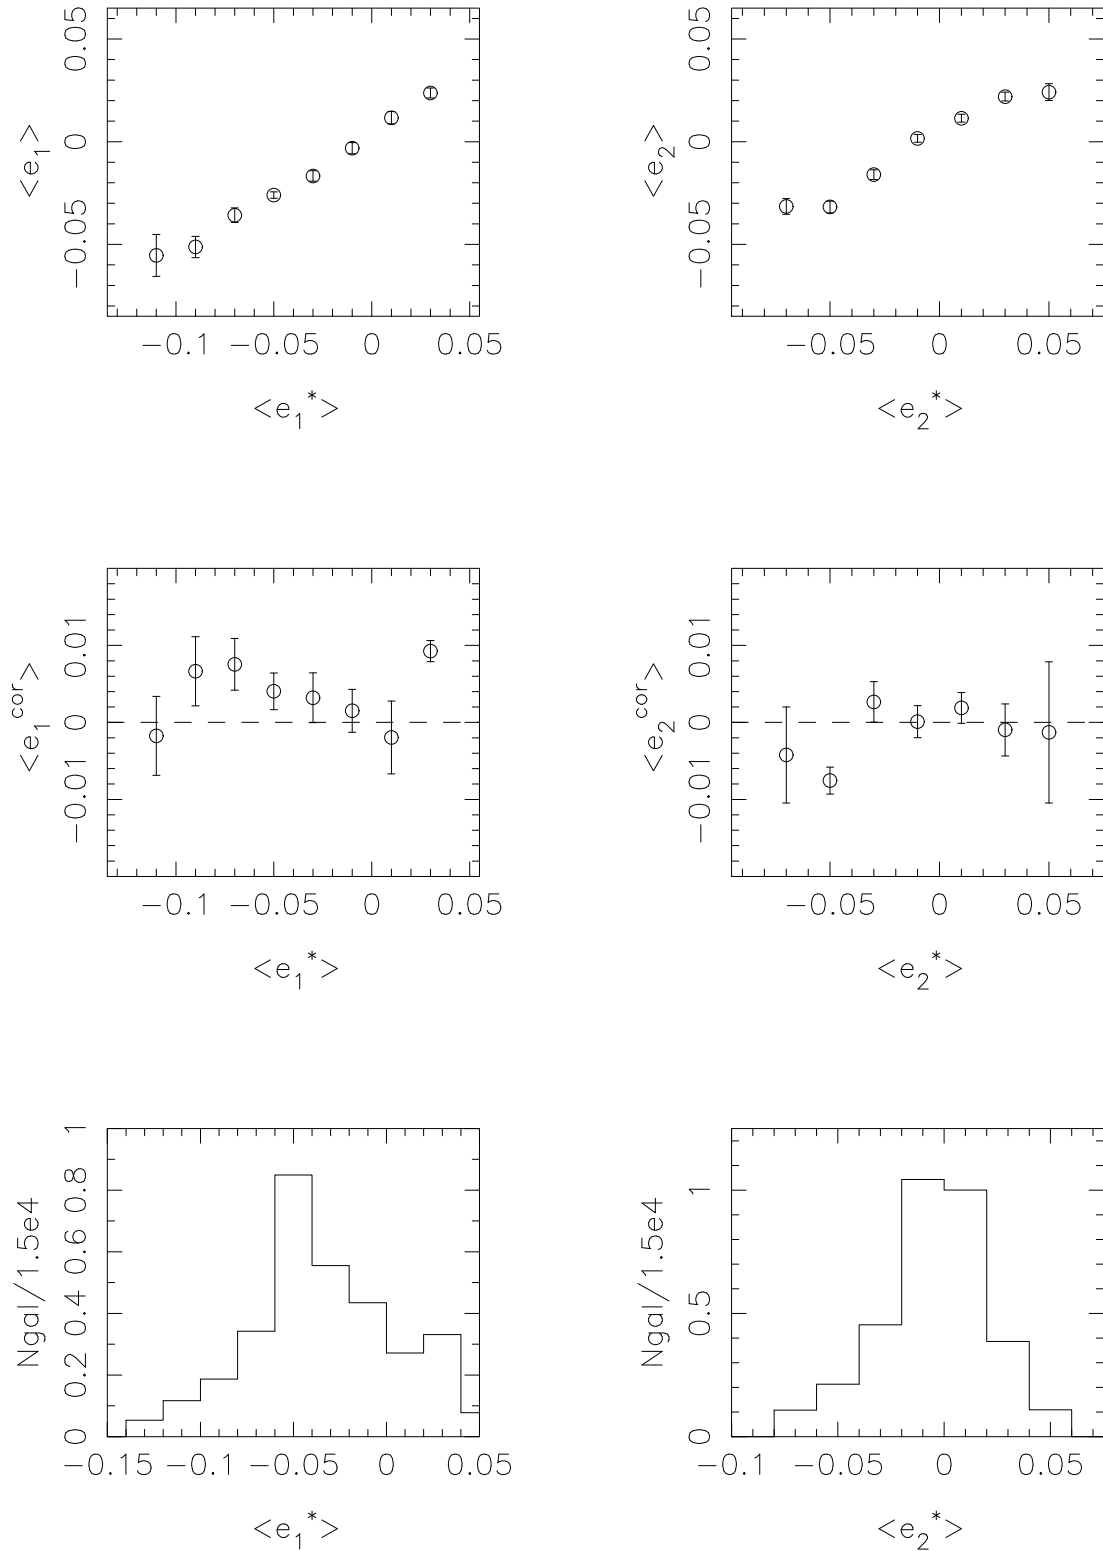 0.05
0
−0.05
<e₁>
−0.1 −0.05 0 0.05
<e₁*>
0.05
0
−0.05
<e₂>
−0.05 0 0.05
<e₂*>
0.01
0
−0.01
<e₁ᶜᵒʳ>
−0.1 −0.05 0 0.05
<e₁*>
0.01
0
−0.01
<e₂ᶜᵒʳ>
−0.05 0 0.05
<e₂*>
1
0.8
0.6
0.4
0.2
0
Ngal/1.5e4
−0.15 −0.1 −0.05 0 0.05
<e₁*>
1
0.5
0
Ngal/1.5e4
−0.1 −0.05 0 0.05
<e₂*>